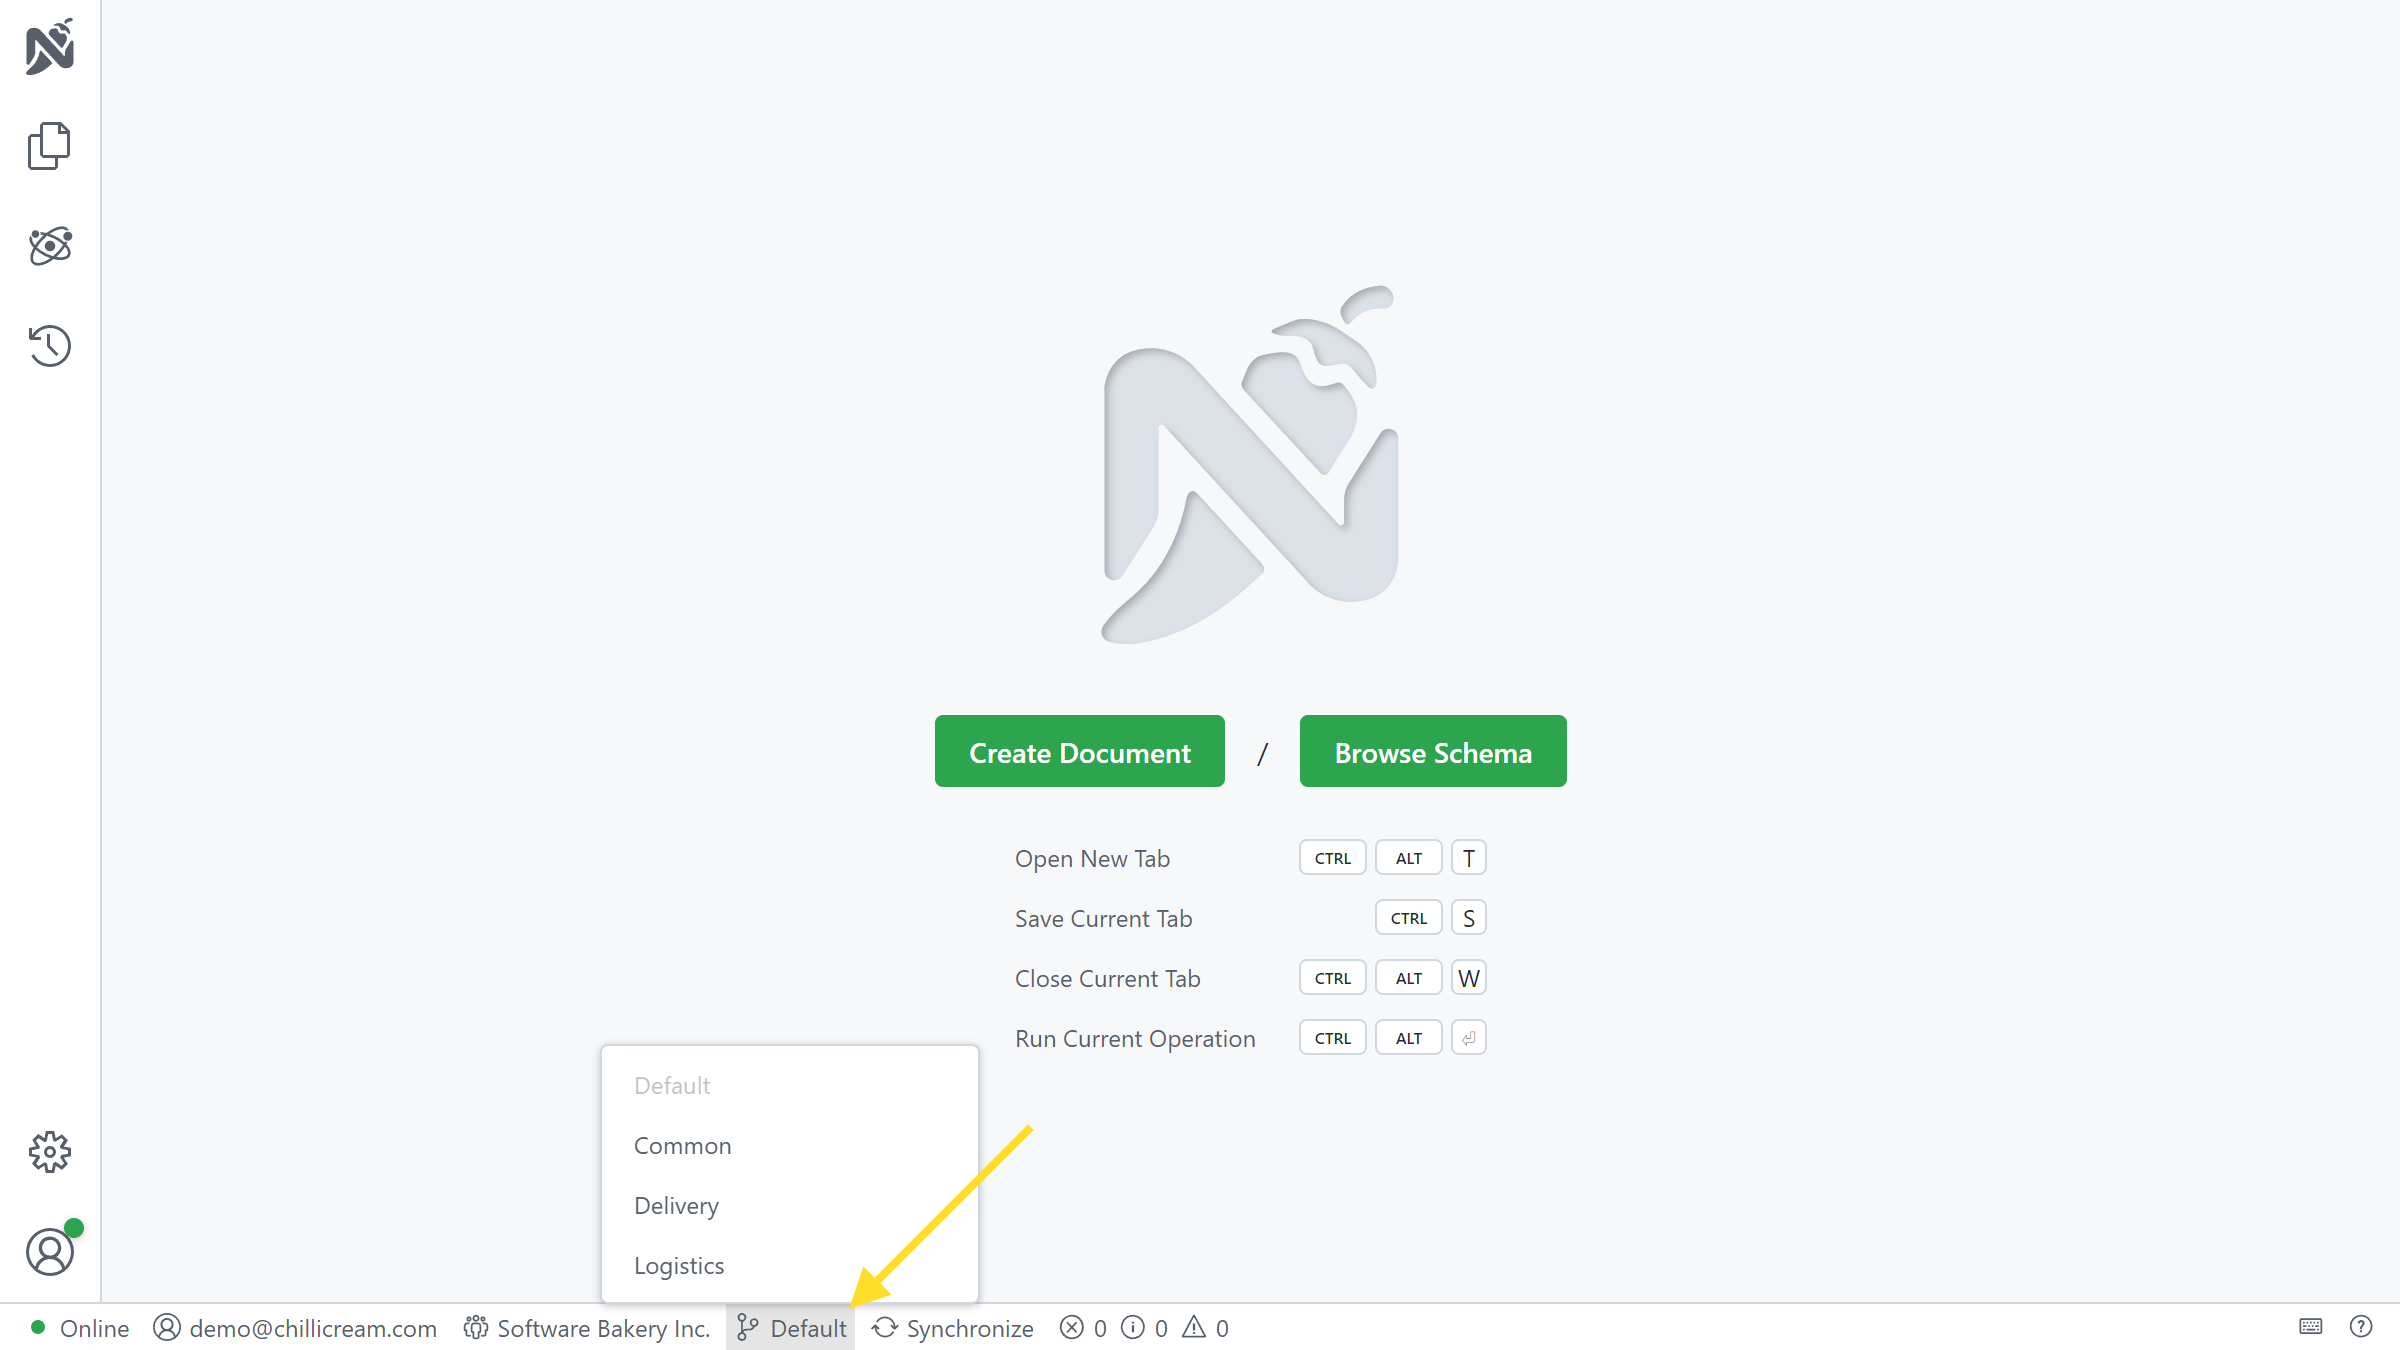 Create Document / Browse Schema
Open New Tab CTRL ALT T
Save Current Tab CTRL S
Close Current Tab CTRL ALT W
Run Current Operation CTRL ALT ⏎
Default
Common
Delivery
Logistics
Online demo@chillicream.com Software Bakery Inc. Default Synchronize 0 0 0